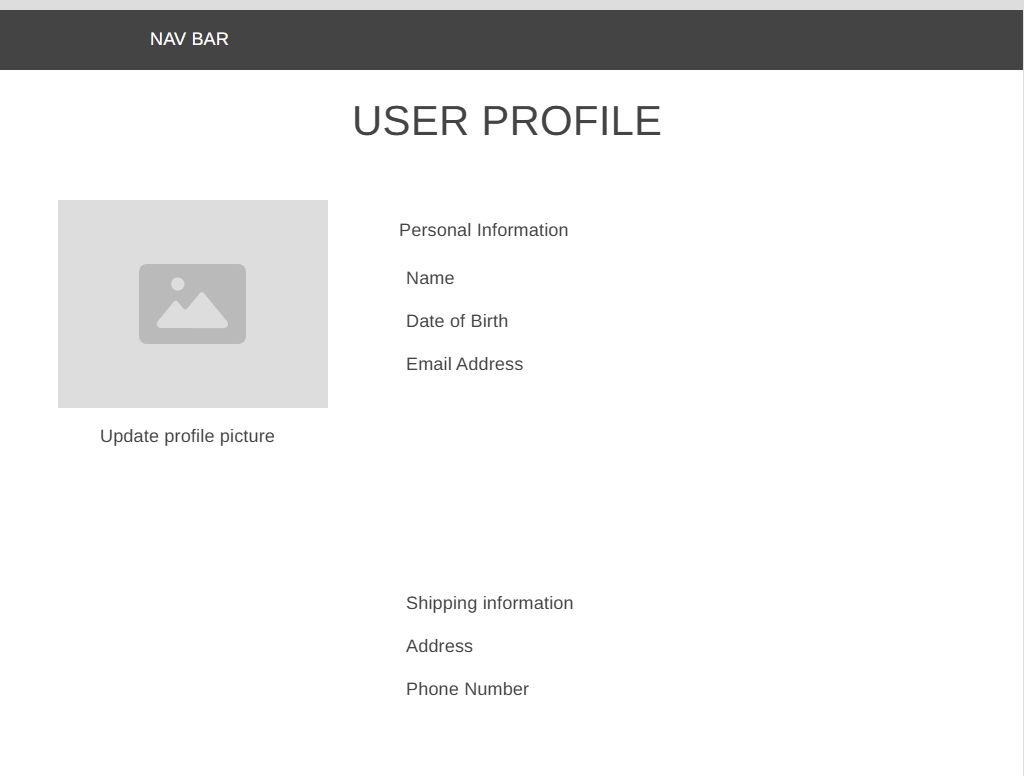 NAV BAR
USER PROFILE
Personal Information
Name
Date of Birth
Email Address
Update profile picture
Shipping information
Address
Phone Number